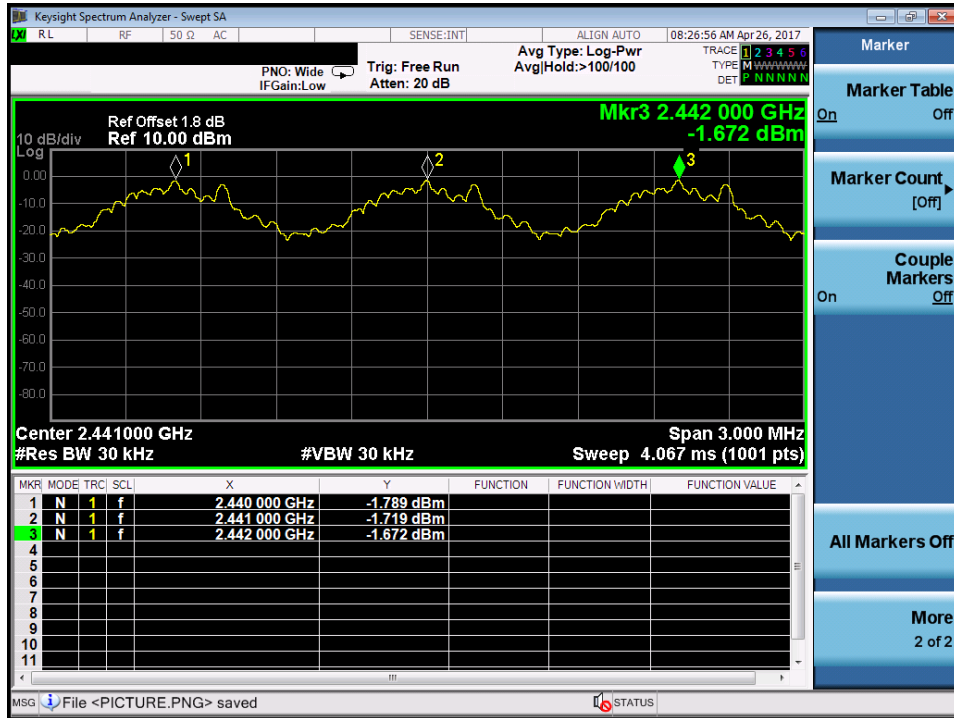 Keysight Spectrum Analyzer - Swept SA
LXI RL RF 50 Ω AC SENSE:INT ALIGN AUTO 08:26:56 AM Apr 26, 2017
PNO: Wide
IFGain:Low
Trig: Free Run
Atten: 20 dB
Avg Type: Log-Pwr
Avg|Hold:>100/100
TRACE 1 2 3 4 5 6
TYPE M WWWWW
DET P N N N N N
Mkr3 2.442 000 GHz
-1.672 dBm
Ref Offset 1.8 dB
10 dB/div Ref 10.00 dBm
Log
1
2
3
0.00
-10.0
-20.0
-30.0
-40.0
-50.0
-60.0
-70.0
-80.0
Center 2.441000 GHz Span 3.000 MHz
#Res BW 30 kHz #VBW 30 kHz Sweep 4.067 ms (1001 pts)
MKR MODE TRC SCL X Y FUNCTION FUNCTION WIDTH FUNCTION VALUE
1 N 1 f 2.440 000 GHz -1.789 dBm
2 N 1 f 2.441 000 GHz -1.719 dBm
3 N 1 f 2.442 000 GHz -1.672 dBm
4
5
6
7
8
9
10
11
MSG File <PICTURE.PNG> saved STATUS
Marker
Marker Table
On Off
Marker Count
[Off]
Couple
Markers
On Off
All Markers Off
More
2 of 2